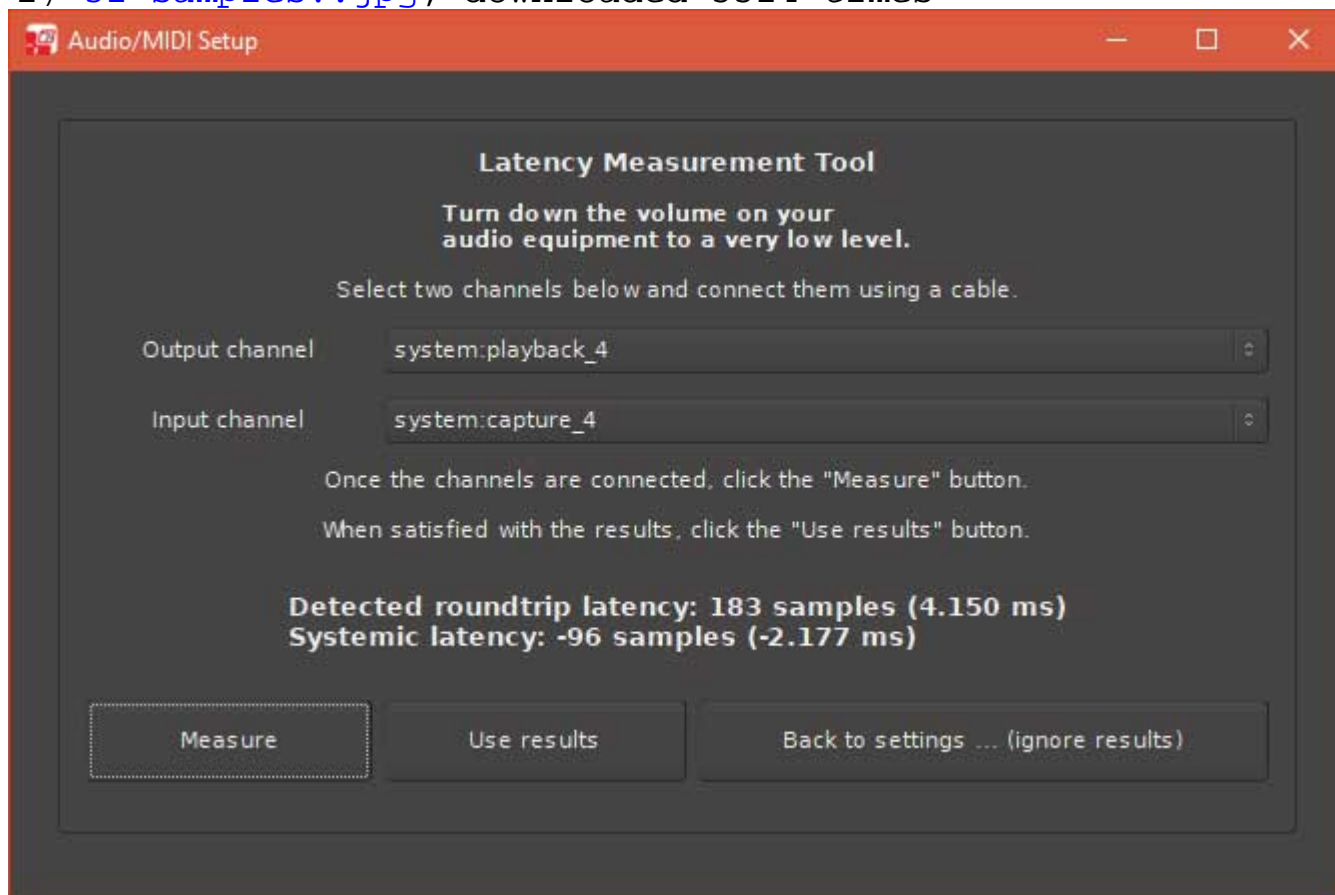 Audio/MIDI Setup
Latency Measurement Tool
Turn down the volume on your
audio equipment to a very low level.
Select two channels below and connect them using a cable.
Output channel system:playback_4
Input channel system:capture_4
Once the channels are connected, click the "Measure" button.
When satisfied with the results, click the "Use results" button.
Detected roundtrip latency: 183 samples (4.150 ms)
Systemic latency: -96 samples (-2.177 ms)
Measure Use results Back to settings ... (ignore results)